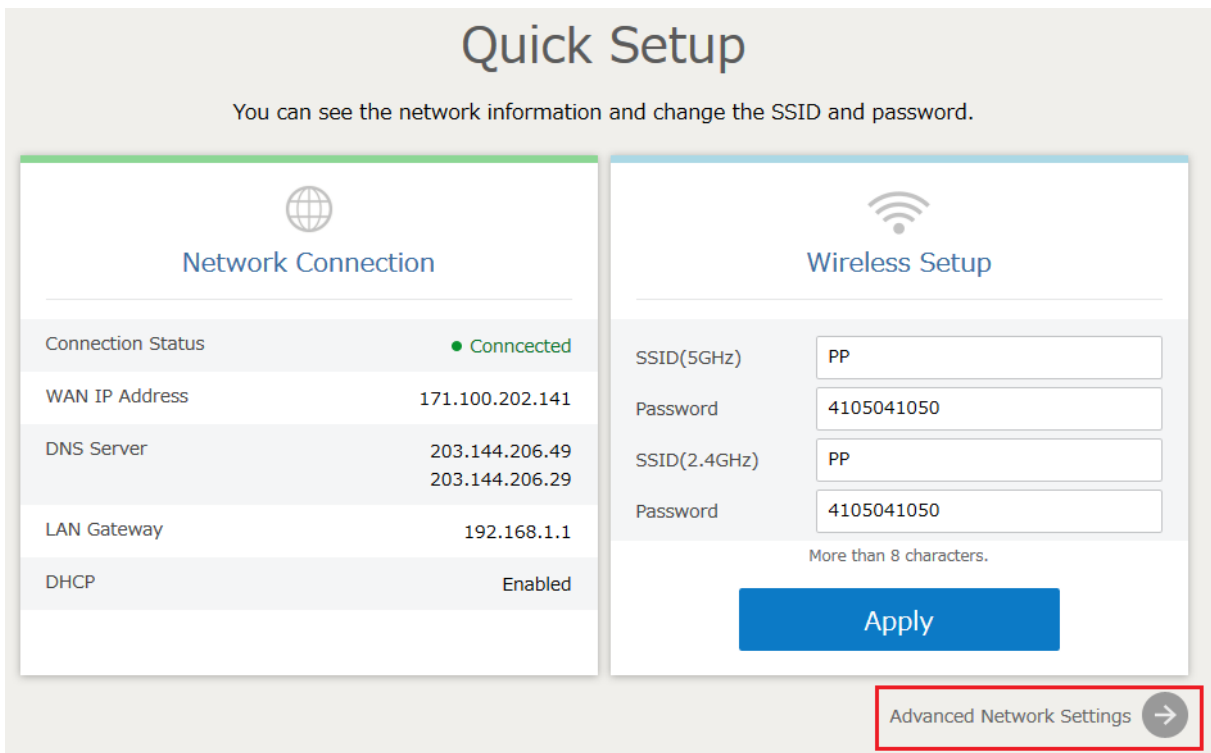 Quick Setup
You can see the network information and change the SSID and password.
Network Connection
Connection Status Conncected
WAN IP Address 171.100.202.141
DNS Server 203.144.206.49
203.144.206.29
LAN Gateway 192.168.1.1
DHCP Enabled
Wireless Setup
SSID(5GHz) PP
Password 4105041050
SSID(2.4GHz) PP
Password 4105041050
More than 8 characters.
Apply
Advanced Network Settings